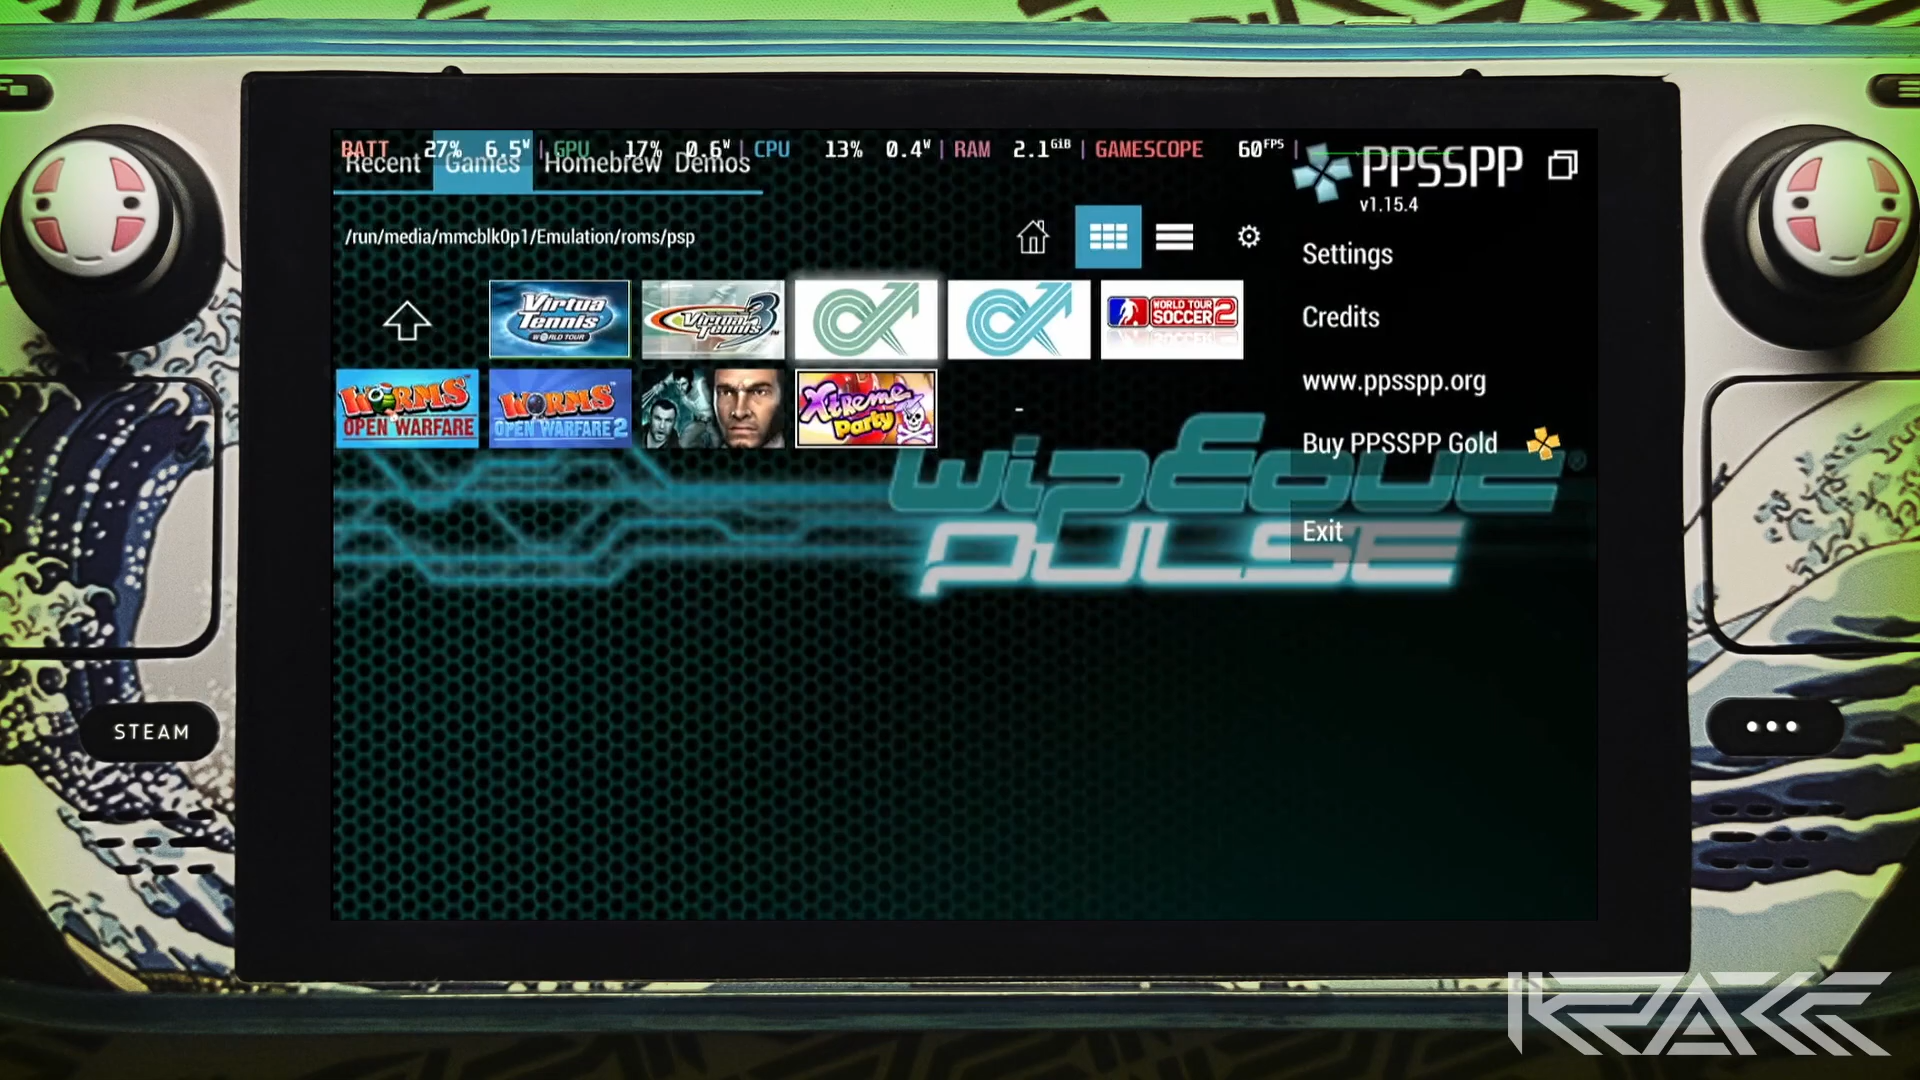 BATT 27% 6.5W | GPU 17% 0.6W | CPU 13% 0.4W | RAM 2.1GiB | GAMESCOPE 60FPS |
Recent Games Homebrew Demos
PPSSPP
v1.15.4
/run/media/mmcblk0p1/Emulation/roms/psp
Settings
Credits
www.ppsspp.org
Buy PPSSPP Gold
Exit
Virtua
Tennis
WORLD TOUR
Virtua
Tennis 3
WORLD TOUR
SOCCER 2
WORMS
OPEN WARFARE
WORMS
OPEN WARFARE 2
Xtreme
Party
-
wipEout®
PULSE
STEAM